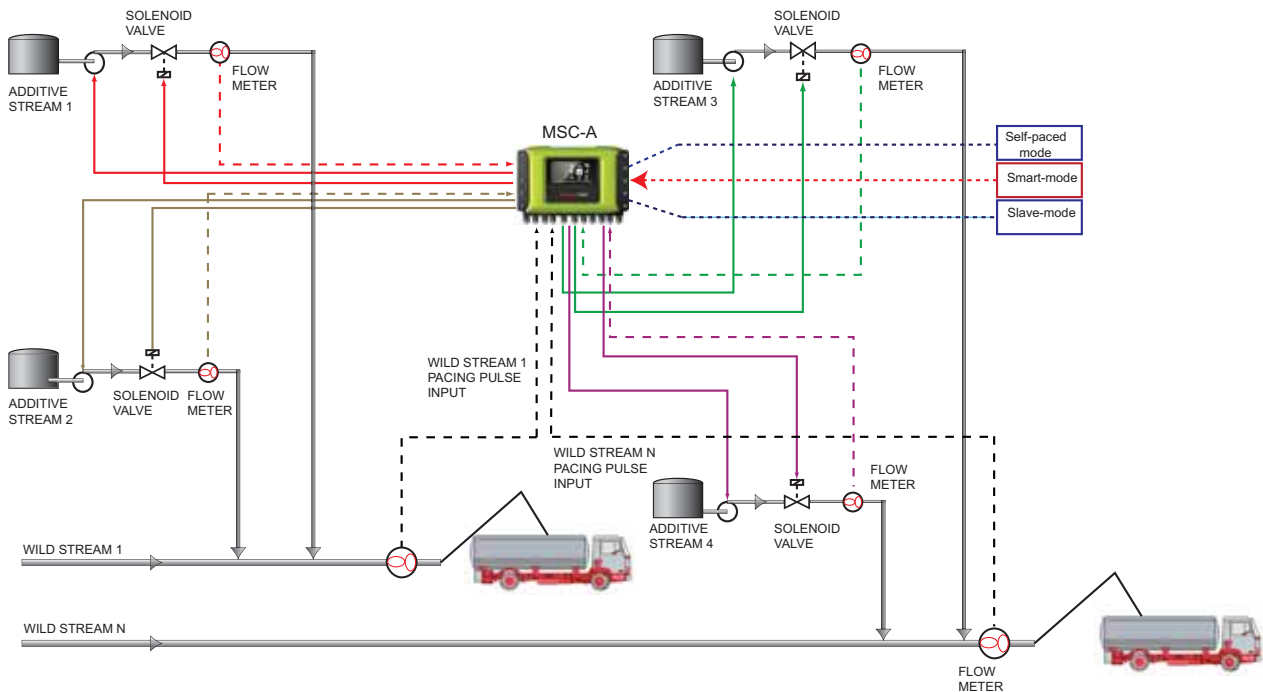 SOLENOID
VALVE
FLOW
METER
ADDITIVE
STREAM 1
SOLENOID
VALVE
FLOW
METER
ADDITIVE
STREAM 3
MSC-A
Self-paced
mode
Smart-mode
Slave-mode
WILD STREAM 1
PACING PULSE
INPUT
SOLENOID
VALVE
FLOW
METER
ADDITIVE
STREAM 2
WILD STREAM N
PACING PULSE
INPUT
FLOW
METER
ADDITIVE
STREAM 4
SOLENOID
VALVE
WILD STREAM 1
WILD STREAM N
FLOW
METER